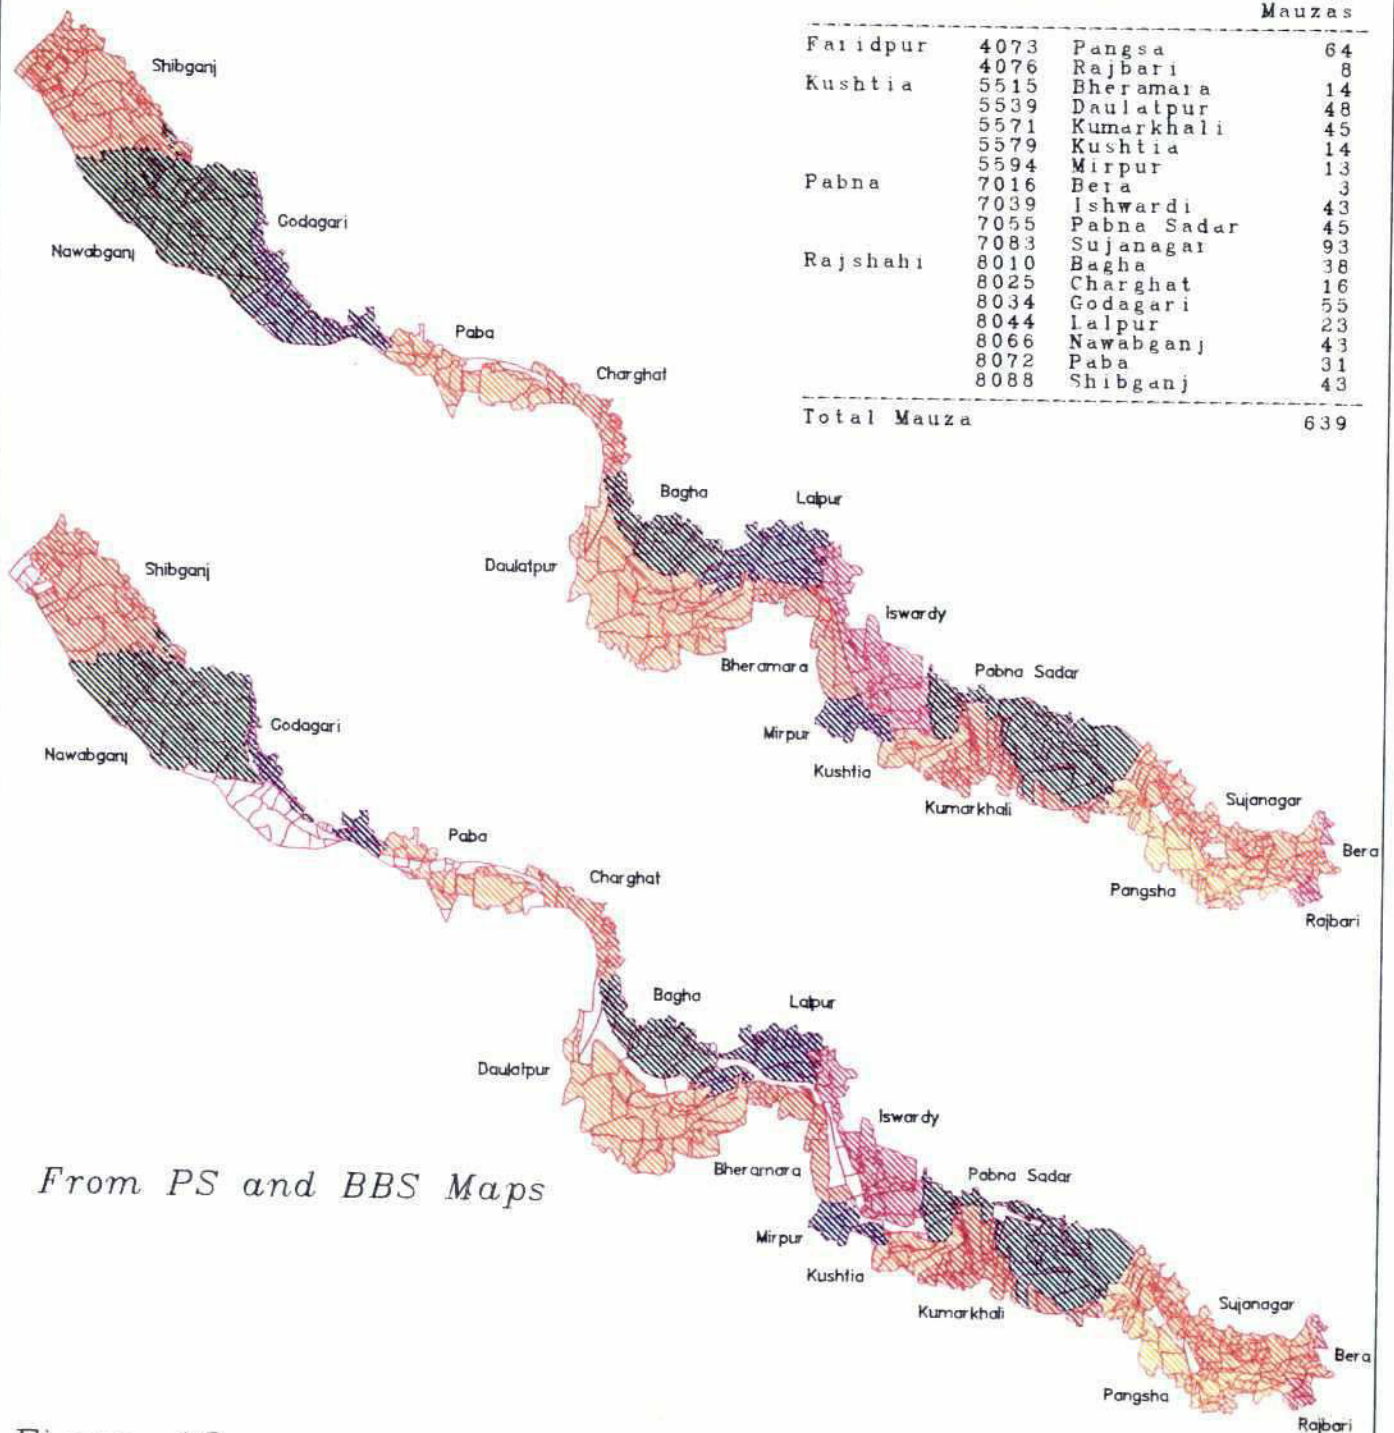 Mauzas
Faridpur 4073 Pangsa 64
4076 Rajbari 8
Kushtia 5515 Bheramara 14
5539 Daulatpur 48
5571 Kumarkhali 45
5579 Kushtia 14
5594 Mirpur 13
Pabna 7016 Bera 3
7039 Ishwardi 43
7055 Pabna Sadar 45
7083 Sujanagar 93
Rajshahi 8010 Bagha 38
8025 Charghat 16
8034 Godagari 55
8044 Lalpur 23
8066 Nawabganj 43
8072 Paba 31
8088 Shibganj 43
Total Mauza 639
Shibganj
Godagari
Nawabganj
Paba
Charghat
Bagha
Lalpur
Daulatpur
Iswardy
Bheramara
Pabna Sadar
Mirpur
Kushtia
Kumarkhali
Sujanagar
Bera
Pangsha
Rajbari
Shibganj
Godagari
Nawabganj
Paba
Charghat
Bagha
Lalpur
Daulatpur
Iswardy
Bheramara
Pabna Sadar
From PS and BBS Maps
Mirpur
Kushtia
Kumarkhali
Sujanagar
Bera
Pangsha
Rajbari